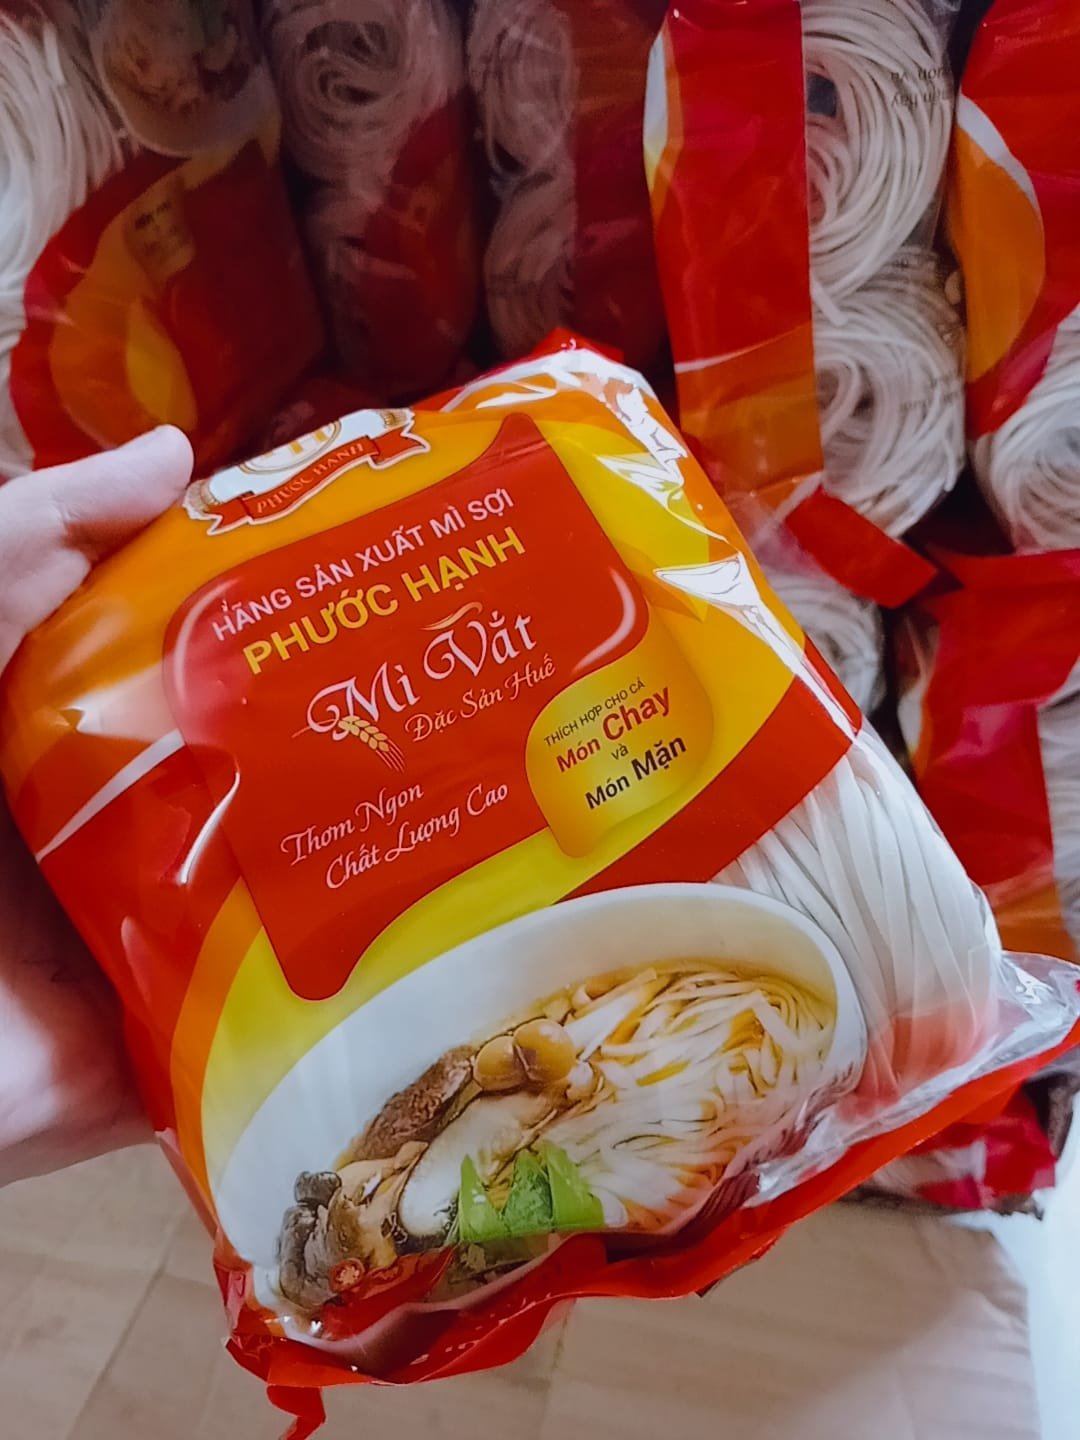 PHƯỚC HẠNH
HÃNG SẢN XUẤT MÌ SỢI
PHƯỚC HẠNH
Mì Vắt
Đặc Sản Huế
THÍCH HỢP CHO CẢ
Món Chay
và
Món Mặn
Thơm Ngon
Chất Lượng Cao